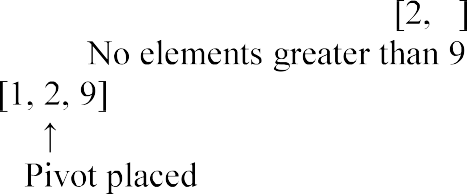 [2, ]
No elements greater than 9
[1, 2, 9]
↑
Pivot placed